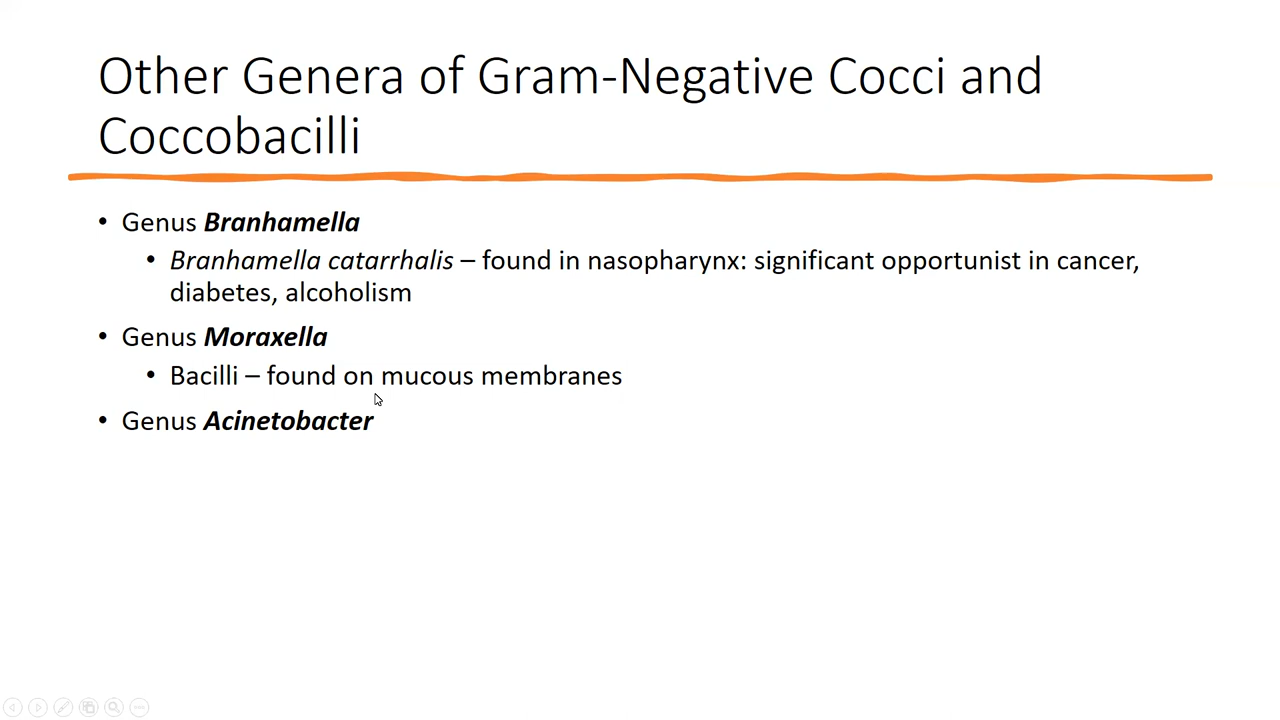 Other Genera of Gram-Negative Cocci and
Coccobacilli
• Genus Branhamella
• Branhamella catarrhalis – found in nasopharynx: significant opportunist in cancer,
diabetes, alcoholism
• Genus Moraxella
• Bacilli – found on mucous membranes
• Genus Acinetobacter